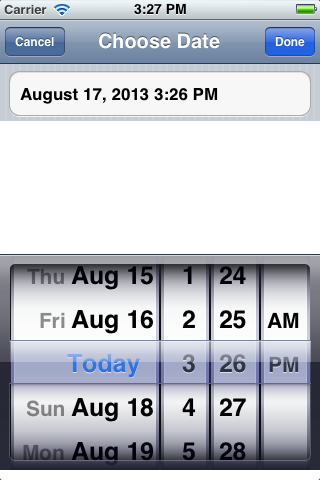 Carrier 3:27 PM
Cancel Choose Date Done
August 17, 2013 3:26 PM
Thu Aug 15 1 24
Fri Aug 16 2 25 AM
Today 3 26 PM
Sun Aug 18 4 27
Mon Aug 19 5 28